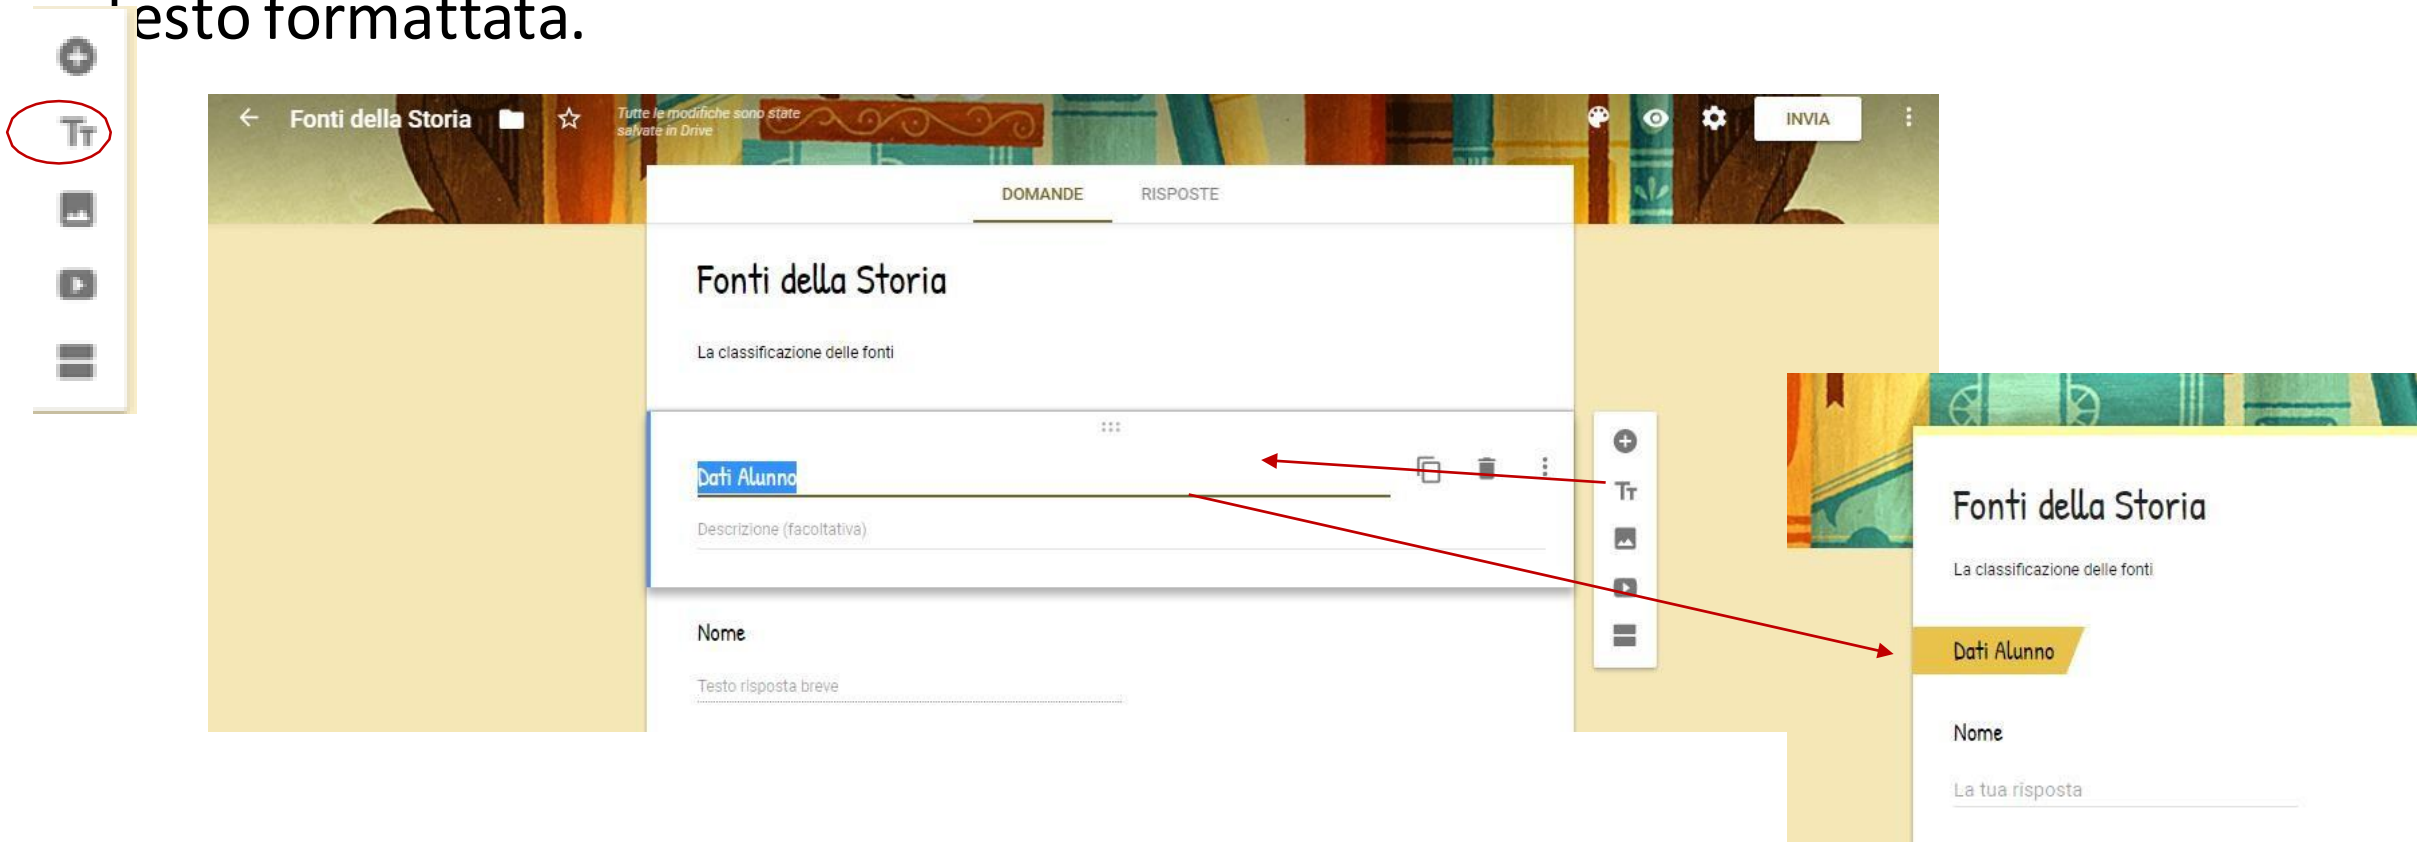 esto formattata.
Fonti della Storia
Tutte le modifiche sono state
salvate in Drive
INVIA
DOMANDE RISPOSTE
Fonti della Storia
La classificazione delle fonti
Dati Alunno
Descrizione (facoltativa)
Nome
Testo risposta breve
Tt
Tt
Fonti della Storia
La classificazione delle fonti
Dati Alunno
Nome
La tua risposta